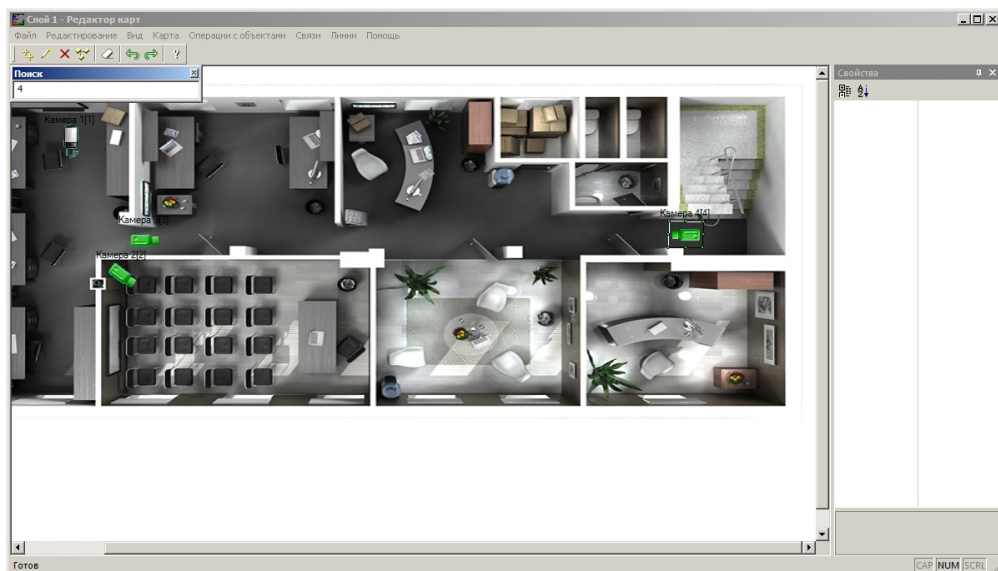 Слой 1 - Редактор карт
Файл Редактирование Вид Карта Операции с объектами Связи Линии Помощь
Поиск
4
Свойства
Камера 1[1]
Камера 3[3]
Камера 4[4]
Камера 2[2]
Готов
CAP NUM SCRL